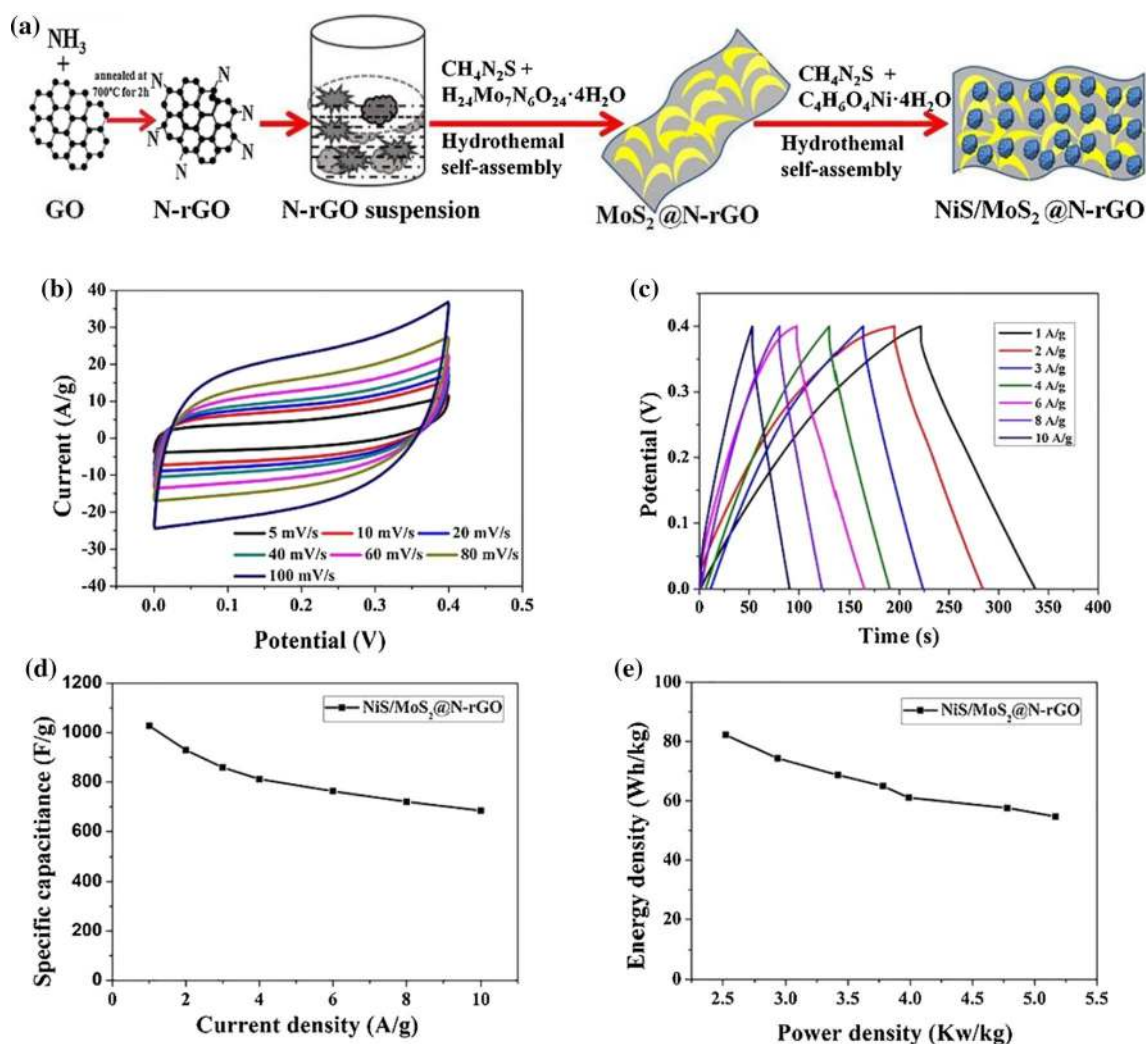 (a)
NH₃
+
annealed at
700°C for 2h
N
N
N
N
N
N
CH₄N₂S +
H₂₄Mo₇N₆O₂₄·4H₂O
Hydrothemal
self-assembly
CH₄N₂S +
C₄H₆O₄Ni·4H₂O
Hydrothemal
self-assembly
GO
N-rGO
N-rGO suspension
MoS₂@N-rGO
NiS/MoS₂@N-rGO
(b)
Current (A/g)
40
30
20
10
0
-10
-20
-30
-40
5 mV/s 10 mV/s 20 mV/s
40 mV/s 60 mV/s 80 mV/s
100 mV/s
0.0 0.1 0.2 0.3 0.4 0.5
Potential (V)
(c)
Potential (V)
0.4
0.3
0.2
0.1
0.0
1 A/g
2 A/g
3 A/g
4 A/g
6 A/g
8 A/g
10 A/g
0 50 100 150 200 250 300 350 400
Time (s)
(d)
Specific capacitiance (F/g)
1200
1000
800
600
400
200
0
NiS/MoS₂@N-rGO
0 2 4 6 8 10
Current density (A/g)
(e)
Energy density (Wh/kg)
100
80
60
40
20
0
NiS/MoS₂@N-rGO
2.5 3.0 3.5 4.0 4.5 5.0 5.5
Power density (Kw/kg)